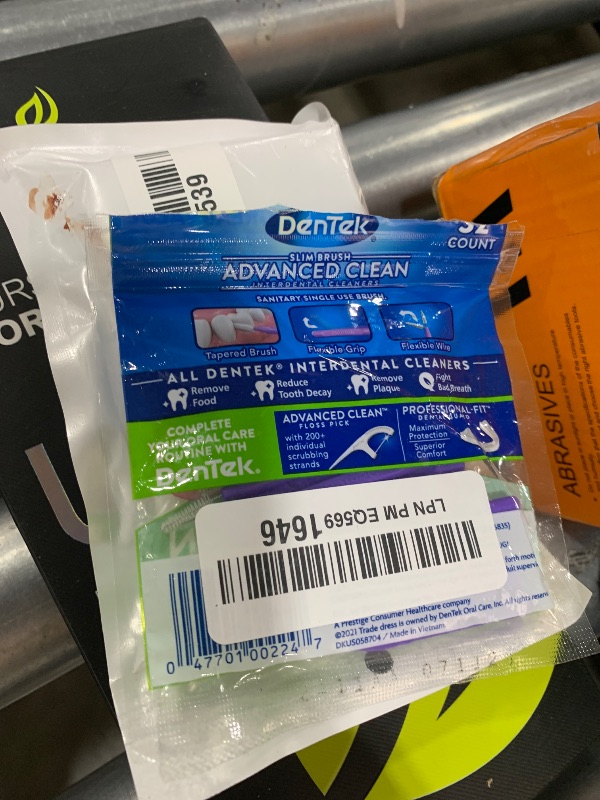 539
DenTek
32
COUNT
SLIM BRUSH
ADVANCED CLEAN
INTERDENTAL CLEANERS
SANITARY SINGLE USE BRUSH
Tapered Brush
Flexible Grip
Flexible Wire
ALL DENTEK® INTERDENTAL CLEANERS
Remove
Food
Reduce
Tooth Decay
Remove
Plaque
Fight
Bad Breath
COMPLETE
YOUR ORAL CARE
ROUTINE WITH
DenTek®
ADVANCED CLEAN™
FLOSS PICK
with 200+
individual
scrubbing
strands
PROFESSIONAL-FIT™
DENTAL GUARD
Maximum
Protection
Superior
Comfort
LPN PM EQ569 1646
A Prestige Consumer Healthcare company
©2021 Trade dress is owned by DenTek Oral Care, Inc. All rights
DKUS058704 / Made in Vietnam
0 47701 00224 7
ABRASIVES